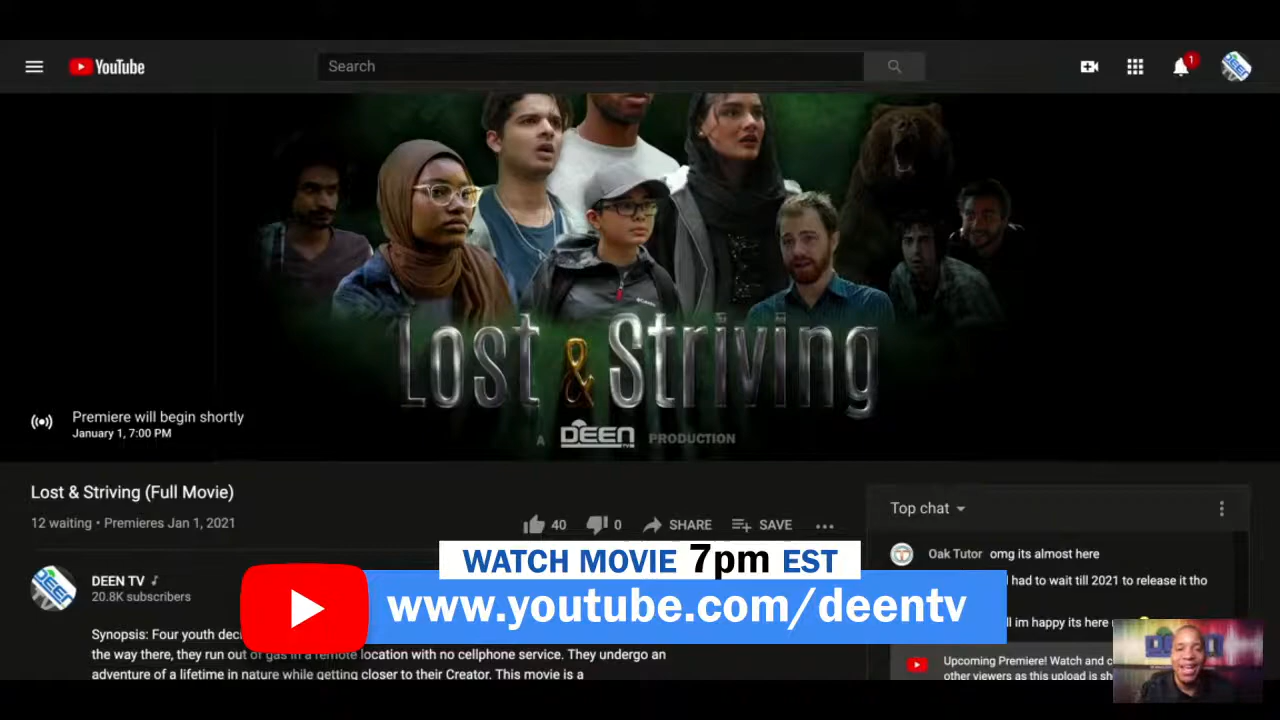 YouTube
Search
1
Lost & Striving
A DEEN TV PRODUCTION
Premiere will begin shortly
January 1, 7:00 PM
Lost & Striving (Full Movie)
12 waiting • Premieres Jan 1, 2021
40
0
SHARE
SAVE
Top chat
Oak Tutor omg its almost here
had to wait till 2021 to release it tho
im happy its here
Upcoming Premiere! Watch and
other viewers as this upload is
WATCH MOVIE 7pm EST
www.youtube.com/deentv
DEEN TV
20.8K subscribers
Synopsis: Four youth
the way there, they run out of gas in a remote location with no cellphone service. They undergo an
adventure of a lifetime in nature while getting closer to their Creator. This movie is a
DEEN